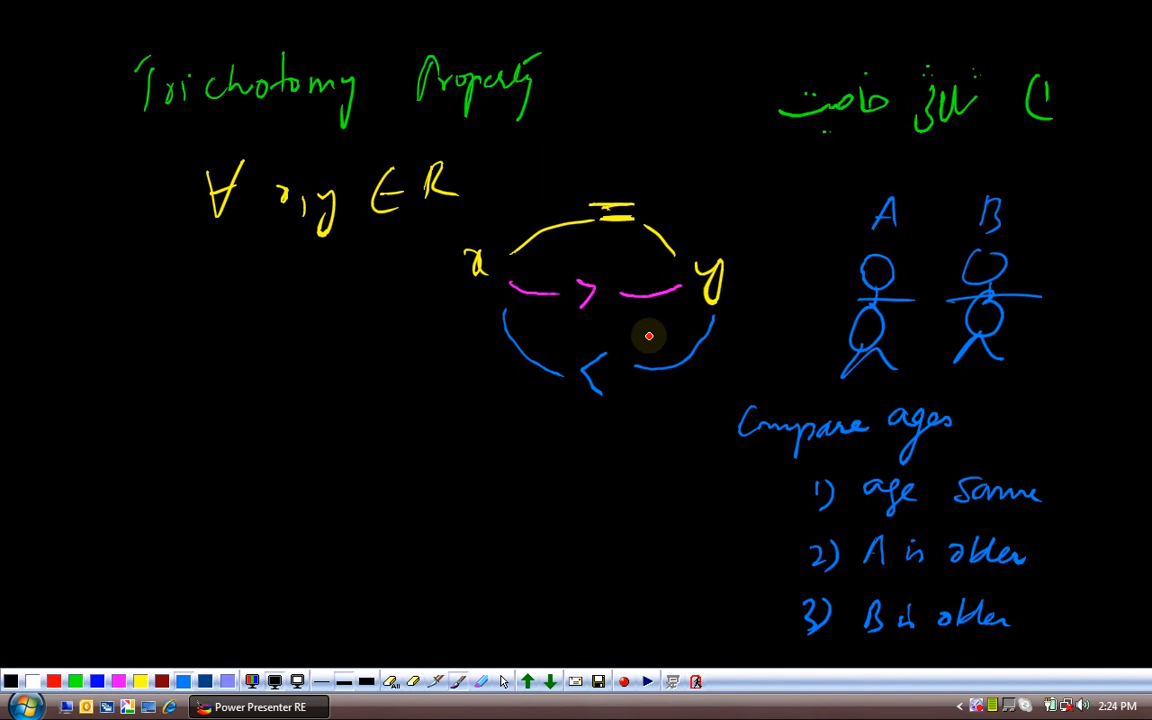 Trichotomy Property
1) ثلاثی خاصیت
∀ x, y ∈ R
=
x > y
<
A B
Compare ages
1) age same
2) A is older
3) B is older
Power Presenter RE
2:24 PM